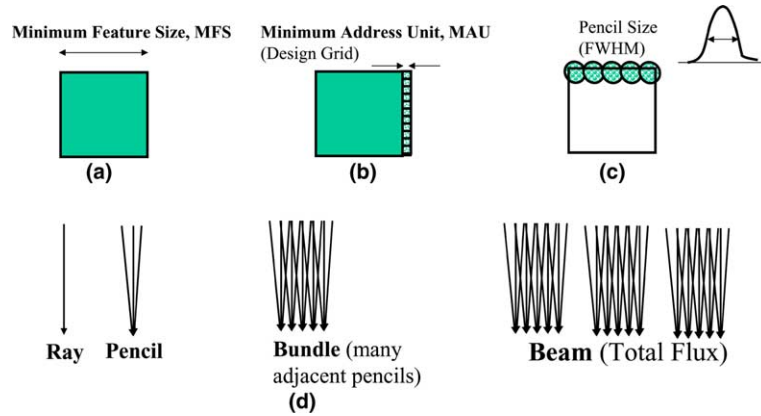 Minimum Feature Size, MFS
Minimum Address Unit, MAU
(Design Grid)
Pencil Size
(FWHM)
(a)
(b)
(c)
Ray
Pencil
Bundle (many
adjacent pencils)
Beam (Total Flux)
(d)